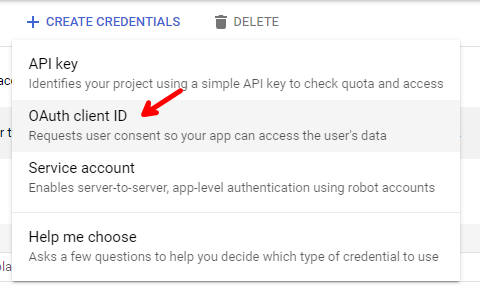 + CREATE CREDENTIALS DELETE
API key
Identifies your project using a simple API key to check quota and access
OAuth client ID
Requests user consent so your app can access the user's data
Service account
Enables server-to-server, app-level authentication using robot accounts
Help me choose
Asks a few questions to help you decide which type of credential to use